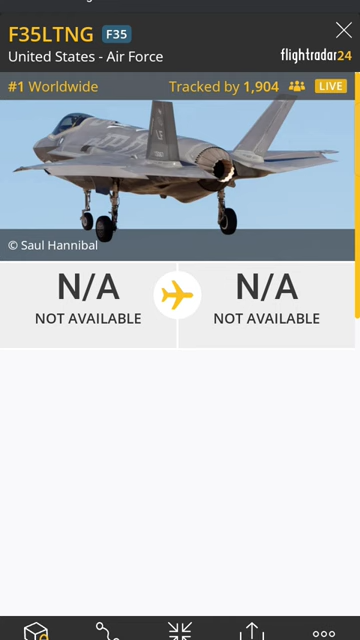 F35LTNG F35
United States - Air Force
flightradar24
#1 Worldwide Tracked by 1,904 LIVE
© Saul Hannibal
N/A N/A
NOT AVAILABLE NOT AVAILABLE